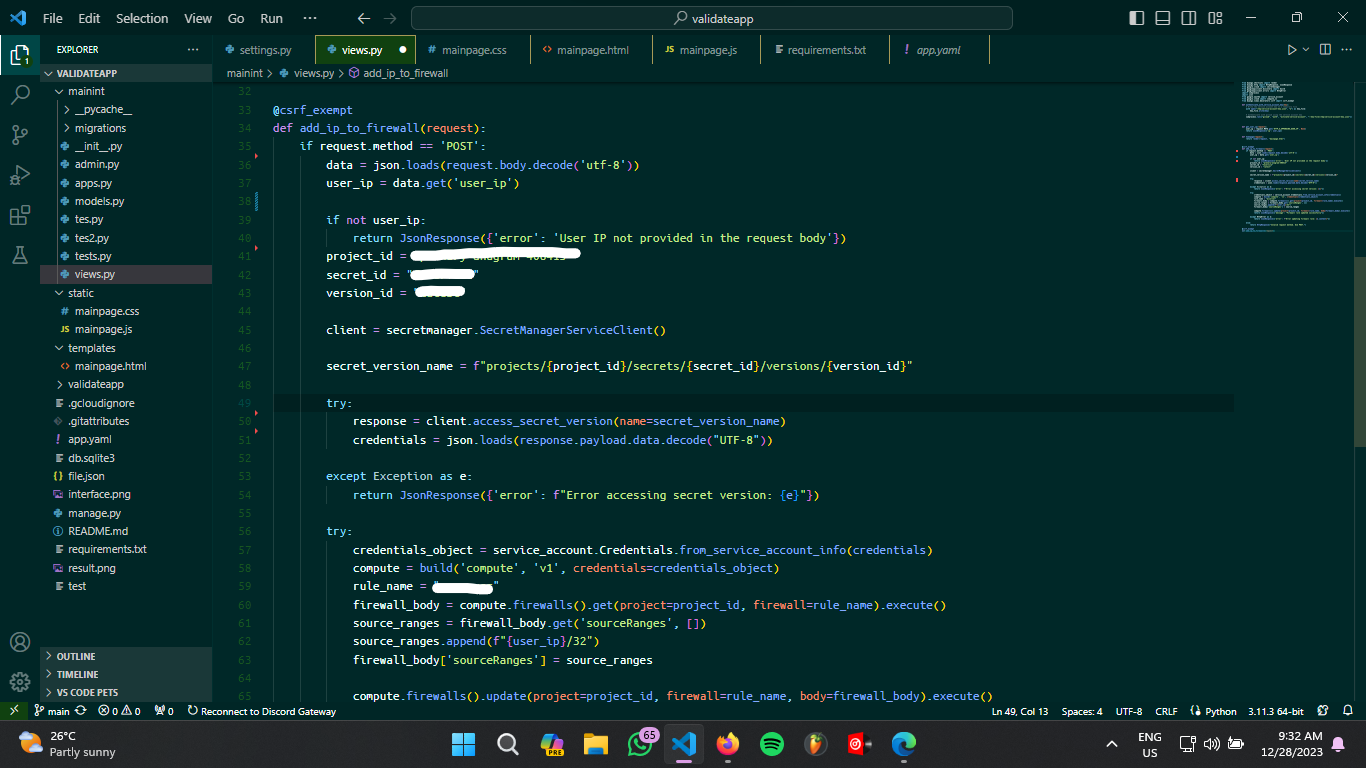 File Edit Selection View Go Run ··· validateapp
EXPLORER ···
settings.py views.py # mainpage.css <> mainpage.html JS mainpage.js requirements.txt ! app.yaml
mainint > views.py > add_ip_to_firewall
VALIDATEAPP
mainint
__pycache__
migrations
__init__.py
admin.py
apps.py
models.py
tes.py
tes2.py
tests.py
views.py
static
# mainpage.css
JS mainpage.js
templates
<> mainpage.html
validateapp
.gcloudignore
.gitattributes
! app.yaml
db.sqlite3
{} file.json
interface.png
manage.py
README.md
requirements.txt
result.png
test
OUTLINE
TIMELINE
VS CODE PETS
32
33 @csrf_exempt
34 def add_ip_to_firewall(request):
35 if request.method == 'POST':
36 data = json.loads(request.body.decode('utf-8'))
37 user_ip = data.get('user_ip')
38
39 if not user_ip:
40 return JsonResponse({'error': 'User IP not provided in the request body'})
41 project_id =
42 secret_id = " "
43 version_id =
44
45 client = secretmanager.SecretManagerServiceClient()
46
47 secret_version_name = f"projects/{project_id}/secrets/{secret_id}/versions/{version_id}"
48
49 try:
50 response = client.access_secret_version(name=secret_version_name)
51 credentials = json.loads(response.payload.data.decode("UTF-8"))
52
53 except Exception as e:
54 return JsonResponse({'error': f"Error accessing secret version: {e}"})
55
56 try:
57 credentials_object = service_account.Credentials.from_service_account_info(credentials)
58 compute = build('compute', 'v1', credentials=credentials_object)
59 rule_name = " "
60 firewall_body = compute.firewalls().get(project=project_id, firewall=rule_name).execute()
61 source_ranges = firewall_body.get('sourceRanges', [])
62 source_ranges.append(f"{user_ip}/32")
63 firewall_body['sourceRanges'] = source_ranges
64
65 compute.firewalls().update(project=project_id, firewall=rule_name, body=firewall_body).execute()
main 0 0 0 Reconnect to Discord Gateway Ln 49, Col 13 Spaces: 4 UTF-8 CRLF Python 3.11.3 64-bit
26°C
Partly sunny
PRE
65
ENG
US
9:32 AM
12/28/2023